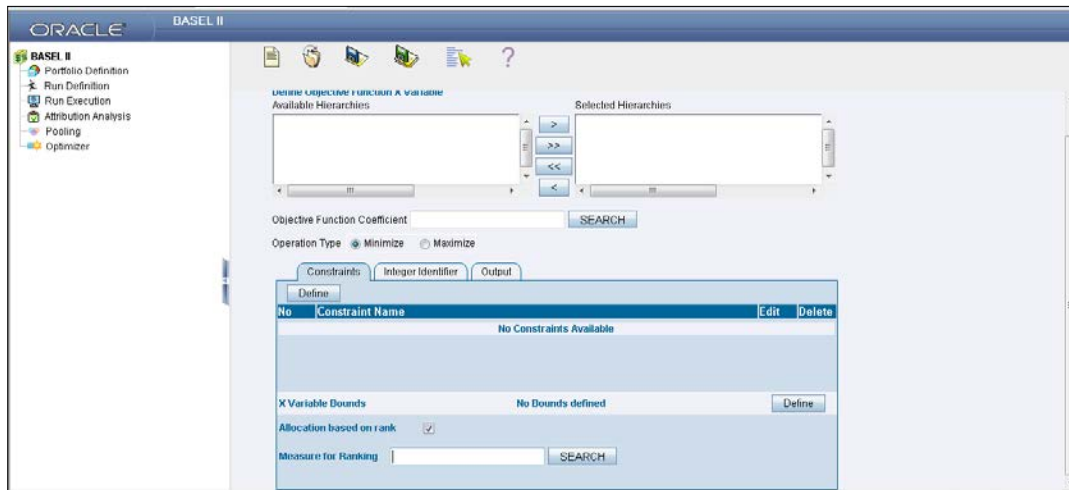 ORACLE
BASEL II
BASEL II
Portfolio Definition
Run Definition
Run Execution
Attribution Analysis
Pooling
Optimizer
?
Define Objective Function X Variable
Available Hierarchies
Selected Hierarchies
>
>>
<<
<
Objective Function Coefficient
SEARCH
Operation Type Minimize Maximize
Constraints Integer Identifier Output
Define
No Constraint Name Edit Delete
No Constraints Available
X Variable Bounds No Bounds defined Define
Allocation based on rank
Measure for Ranking SEARCH